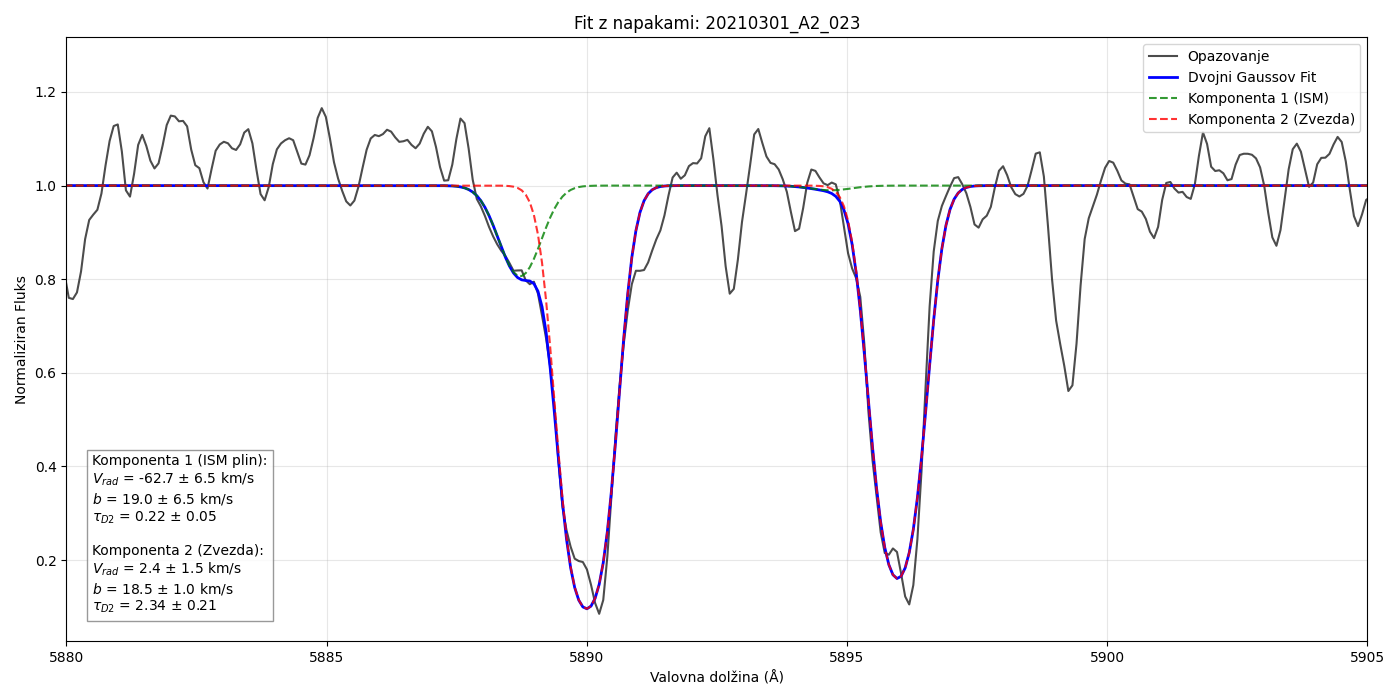 Fit z napakami: 20210301_A2_023
Normaliziran Fluks
1.2
1.0
0.8
0.6
0.4
0.2
Opazovanje
Dvojni Gaussov Fit
Komponenta 1 (ISM)
Komponenta 2 (Zvezda)
Komponenta 1 (ISM plin):
V_rad = -62.7 ± 6.5 km/s
b = 19.0 ± 6.5 km/s
τ_D2 = 0.22 ± 0.05
Komponenta 2 (Zvezda):
V_rad = 2.4 ± 1.5 km/s
b = 18.5 ± 1.0 km/s
τ_D2 = 2.34 ± 0.21
5880 5885 5890 5895 5900 5905
Valovna dolžina (Å)